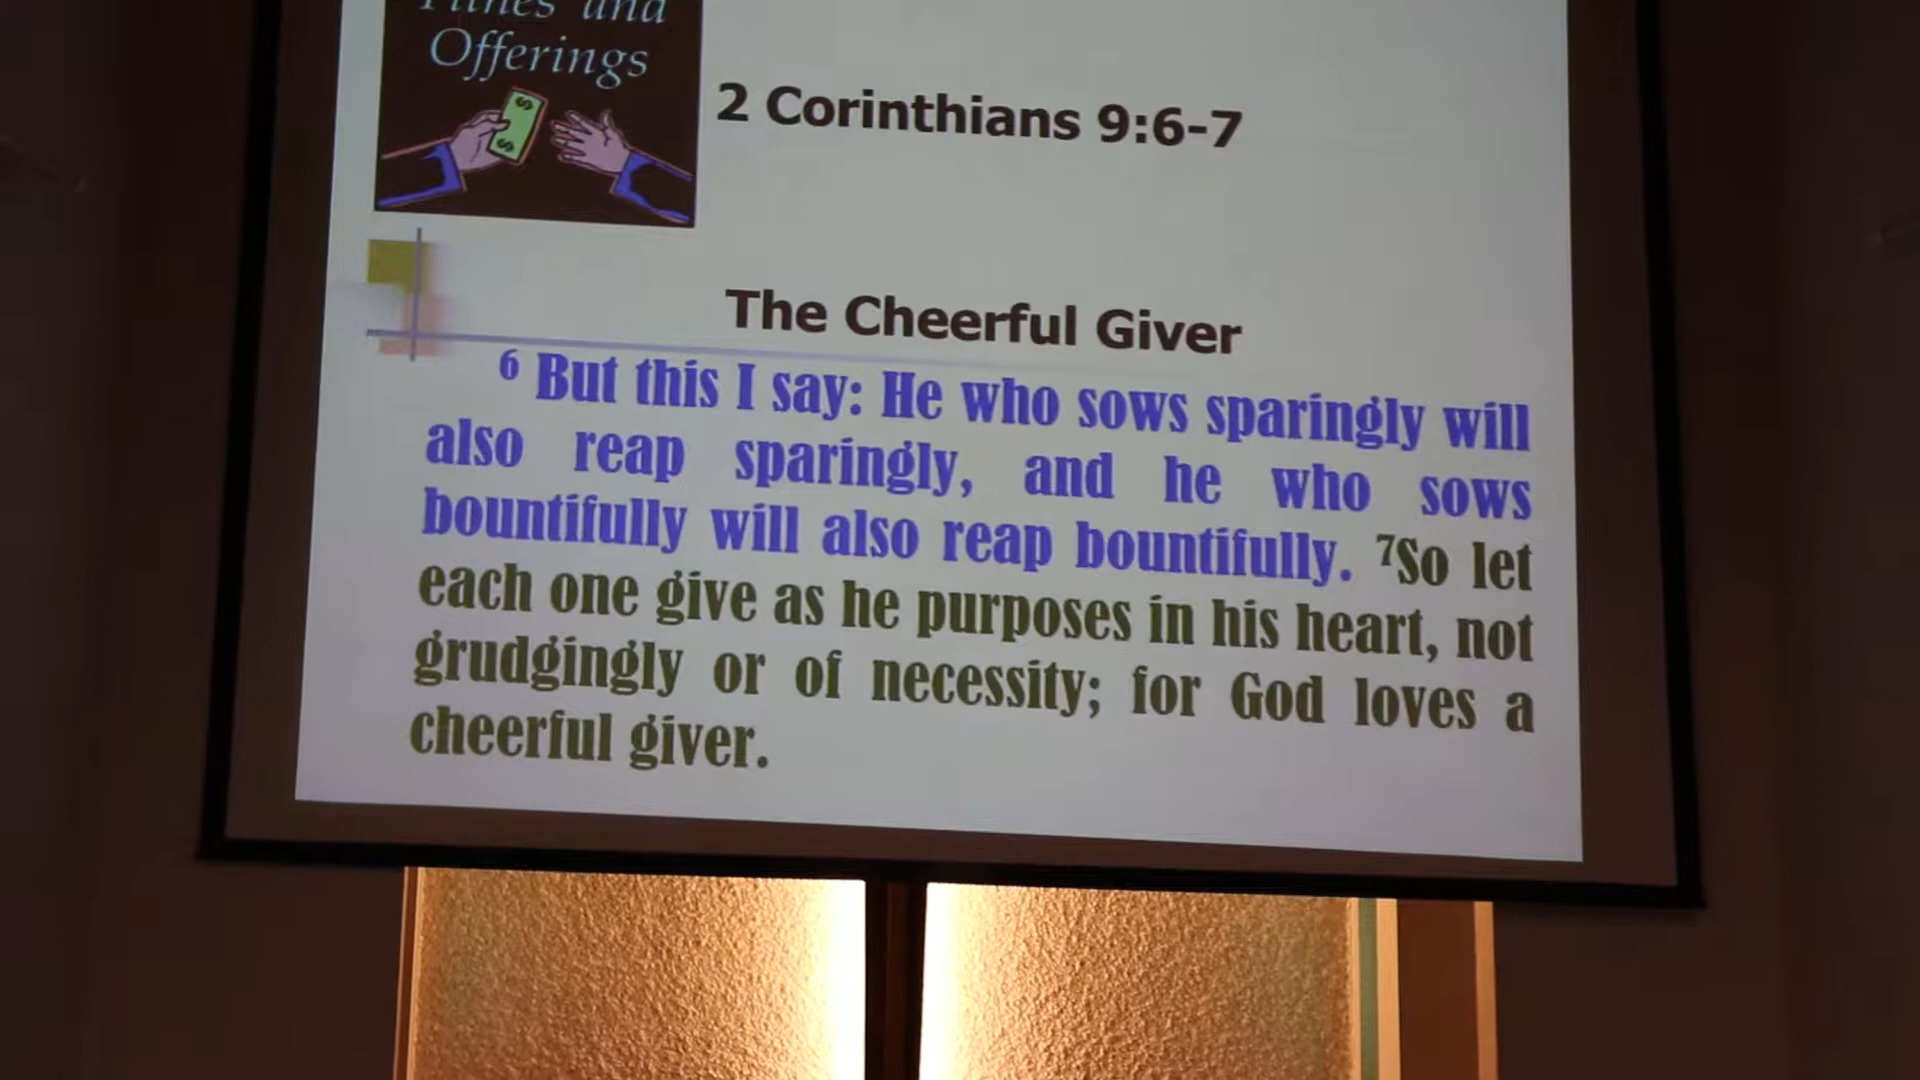 and
Offerings
2 Corinthians 9:6-7
The Cheerful Giver
6 But this I say: He who sows sparingly will
also reap sparingly, and he who sows
bountifully will also reap bountifully. 7So let
each one give as he purposes in his heart, not
grudgingly or of necessity; for God loves a
cheerful giver.